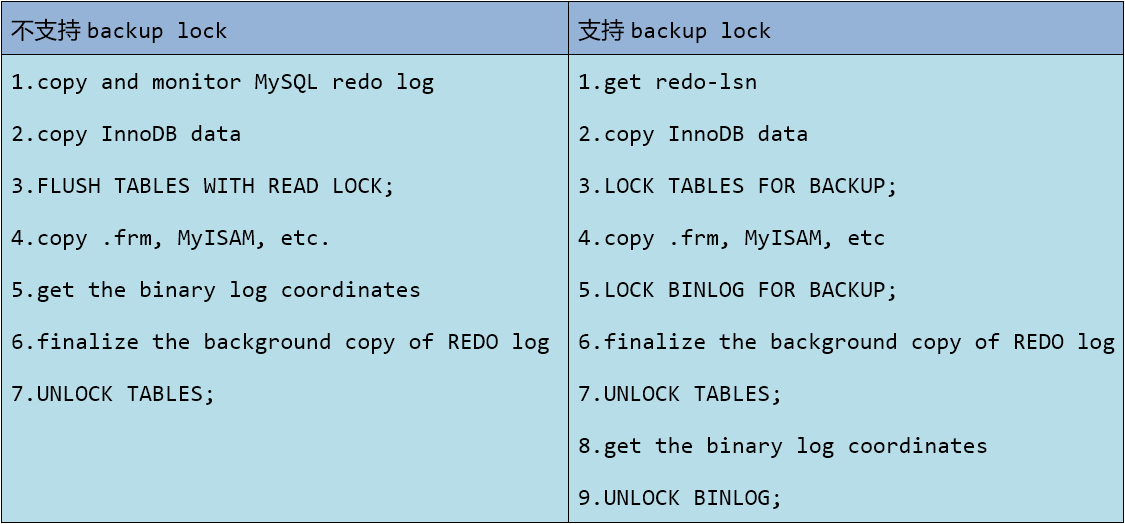 不支持 backup lock
1.copy and monitor MySQL redo log
2.copy InnoDB data
3.FLUSH TABLES WITH READ LOCK;
4.copy .frm, MyISAM, etc.
5.get the binary log coordinates
6.finalize the background copy of REDO log
7.UNLOCK TABLES;
支持 backup lock
1.get redo-lsn
2.copy InnoDB data
3.LOCK TABLES FOR BACKUP;
4.copy .frm, MyISAM, etc
5.LOCK BINLOG FOR BACKUP;
6.finalize the background copy of REDO log
7.UNLOCK TABLES;
8.get the binary log coordinates
9.UNLOCK BINLOG;